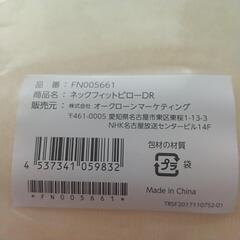 品　番：FN005661
商品名：ネックフィットピローDR
販売元：株式会社 オークローンマーケティング
〒461-0005 愛知県名古屋市東区東桜1-13-3
NHK名古屋放送センタービル14F
4 537341 059832
包材の材質
プラ
袋
*FN005661*
Made in China
TRSF2017110752-01